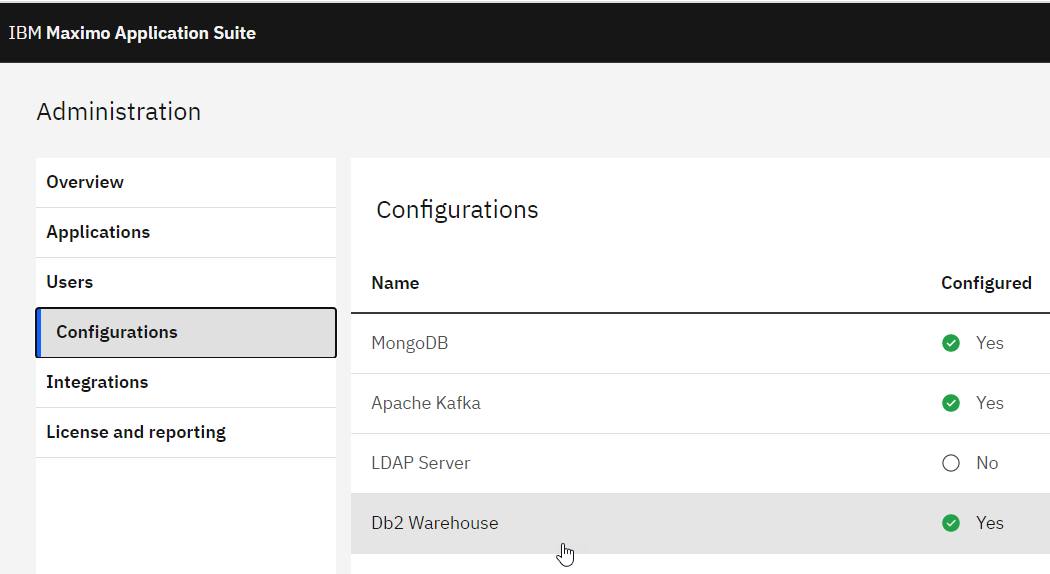 IBM Maximo Application Suite
Administration
Overview
Applications
Users
Configurations
Integrations
License and reporting
Configurations
Name Configured
MongoDB Yes
Apache Kafka Yes
LDAP Server No
Db2 Warehouse Yes